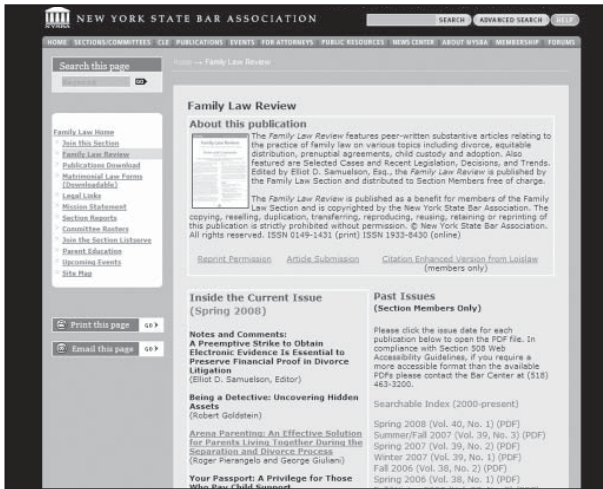 NYSBA
NEW YORK STATE BAR ASSOCIATION
SEARCH ADVANCED SEARCH HELP
HOME SECTIONS/COMMITTEES CLE PUBLICATIONS EVENTS FOR ATTORNEYS PUBLIC RESOURCES NEWS CENTER ABOUT NYSBA MEMBERSHIP FORUMS
Search this page
GO
Home → Family Law Review
Family Law Home
Join this Section
Family Law Review
Publications Download
Matrimonial Law Forms
(Downloadable)
Legal Links
Mission Statement
Section Reports
Committee Rosters
Join the Section Listserve
Parent Education
Upcoming Events
Site Map
Print this page GO
Email this page GO
Family Law Review
About this publication
The Family Law Review features peer-written substantive articles relating to
the practice of family law on various topics including divorce, equitable
distribution, prenuptial agreements, child custody and adoption. Also
featured are Selected Cases and Recent Legislation, Decisions, and Trends.
Edited by Elliot D. Samuelson, Esq., the Family Law Review is published by
the Family Law Section and distributed to Section Members free of charge.
The Family Law Review is published as a benefit for members of the Family
Law Section and is copyrighted by the New York State Bar Association. The
copying, reselling, duplication, transferring, reproducing, reusing, retaining or reprinting of
this publication is strictly prohibited without permission. © New York State Bar Association.
All rights reserved. ISSN 0149-1431 (print) ISSN 1933-8430 (online)
Reprint Permission Article Submission Citation Enhanced Version from Loislaw
(members only)
Inside the Current Issue
(Spring 2008)
Notes and Comments:
A Preemptive Strike to Obtain
Electronic Evidence Is Essential to
Preserve Financial Proof in Divorce
Litigation
(Elliot D. Samuelson, Editor)
Being a Detective: Uncovering Hidden
Assets
(Robert Goldstein)
Arena Parenting: An Effective Solution
for Parents Living Together During the
Separation and Divorce Process
(Roger Pierangelo and George Giuliani)
Your Passport: A Privilege for Those
Who Pay Child Support
Past Issues
(Section Members Only)
Please click the issue date for each
publication below to open the PDF file. In
compliance with Section 508 Web
Accessibility Guidelines, if you require a
more accessible format than the available
PDFs please contact the Bar Center at (518)
463-3200.
Searchable Index (2000-present)
Spring 2008 (Vol. 40, No. 1) (PDF)
Summer/Fall 2007 (Vol. 39, No. 3) (PDF)
Spring 2007 (Vol. 39, No. 2) (PDF)
Winter 2007 (Vol. 39, No. 1) (PDF)
Fall 2006 (Vol. 38, No. 2) (PDF)
Spring 2006 (Vol. 38, No. 1) (PDF)